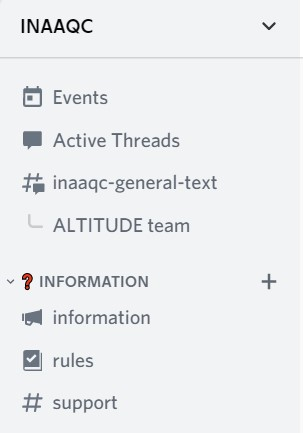 INAAQC
Events
Active Threads
inaaqc-general-text
ALTITUDE team
❓ INFORMATION
information
rules
# support